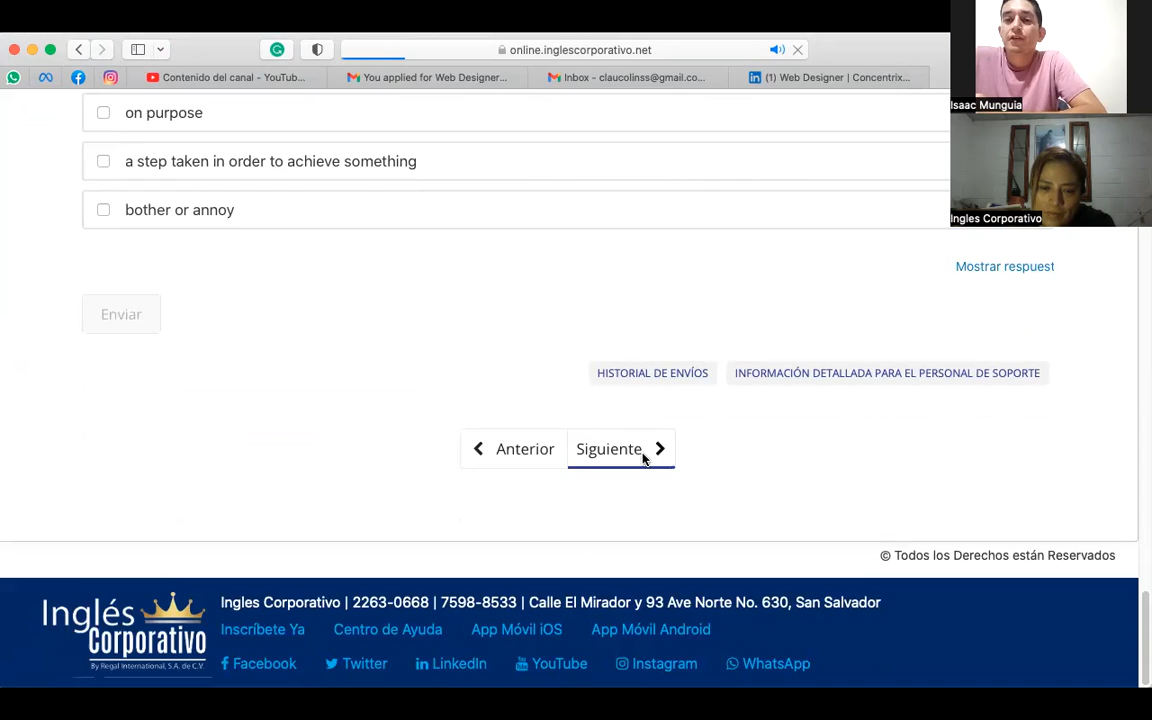 online.inglescorporativo.net
Contenido del canal - YouTub...
You applied for Web Designer...
Inbox - claucolinss@gmail.co...
(1) Web Designer | Concentrix...
Isaac Munguia
on purpose
a step taken in order to achieve something
bother or annoy
Ingles Corporativo
Mostrar respuest
Enviar
HISTORIAL DE ENVÍOS
INFORMACIÓN DETALLADA PARA EL PERSONAL DE SOPORTE
Anterior
Siguiente
© Todos los Derechos están Reservados
Inglés Corporativo
By Regal International, S.A. de C.V.
Ingles Corporativo | 2263-0668 | 7598-8533 | Calle El Mirador y 93 Ave Norte No. 630, San Salvador
Inscríbete Ya
Centro de Ayuda
App Móvil iOS
App Móvil Android
Facebook
Twitter
LinkedIn
YouTube
Instagram
WhatsApp